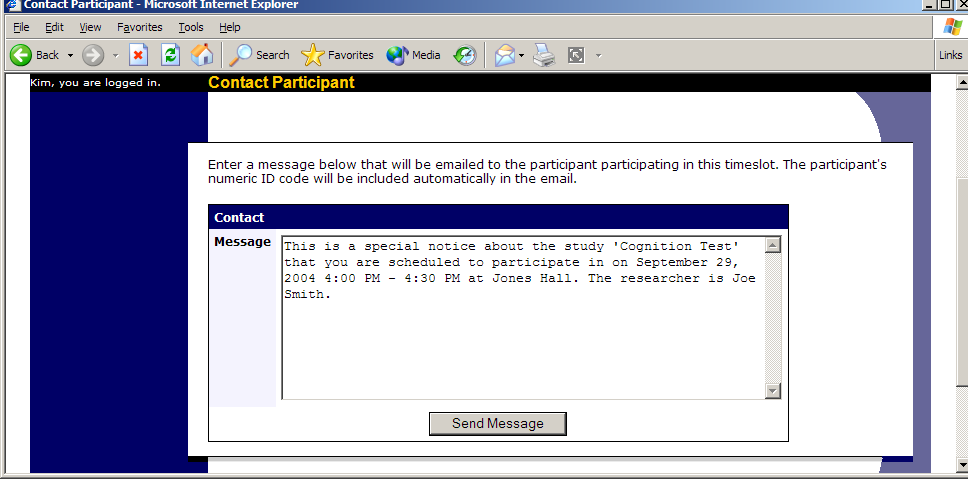 Contact Participant - Microsoft Internet Explorer
File Edit View Favorites Tools Help
Back Search Favorites Media Links
Kim, you are logged in. Contact Participant
Enter a message below that will be emailed to the participant participating in this timeslot. The participant's
numeric ID code will be included automatically in the email.
Contact
Message
This is a special notice about the study 'Cognition Test'
that you are scheduled to participate in on September 29,
2004 4:00 PM - 4:30 PM at Jones Hall. The researcher is Joe
Smith.
Send Message